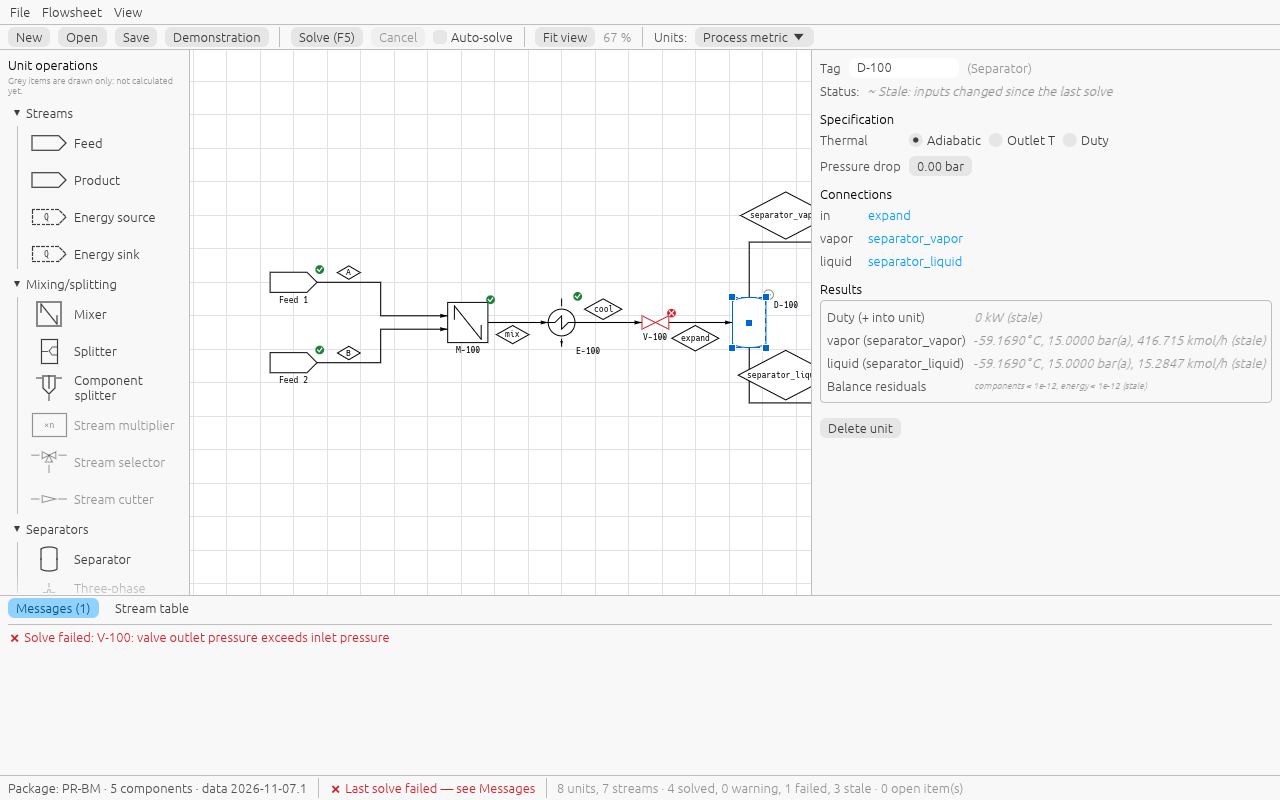 File Flowsheet View
New Open Save Demonstration Solve (F5) Cancel Auto-solve Fit view 67 % Units: Process metric
Unit operations
Grey items are drawn only: not calculated
yet.
Streams
Feed
Product
Q Energy source
Q Energy sink
Mixing/splitting
Mixer
Splitter
Component
splitter
×n Stream multiplier
Stream selector
Stream cutter
Separators
Separator
Three-phase
separator_vap
A
Feed 1
cool
D-100
mix
V-100
expand
M-100
E-100
B
Feed 2
separator_liqu
Tag D-100 (Separator)
Status: ~ Stale: inputs changed since the last solve
Specification
Thermal Adiabatic Outlet T Duty
Pressure drop 0.00 bar
Connections
in expand
vapor separator_vapor
liquid separator_liquid
Results
Duty (+ into unit) 0 kW (stale)
vapor (separator_vapor) -59.1690°C, 15.0000 bar(a), 416.715 kmol/h (stale)
liquid (separator_liquid) -59.1690°C, 15.0000 bar(a), 15.2847 kmol/h (stale)
Balance residuals components < 1e-12, energy < 1e-12 (stale)
Delete unit
Messages (1) Stream table
Solve failed: V-100: valve outlet pressure exceeds inlet pressure
Package: PR-BM · 5 components · data 2026-11-07.1 Last solve failed — see Messages 8 units, 7 streams · 4 solved, 0 warning, 1 failed, 3 stale · 0 open item(s)